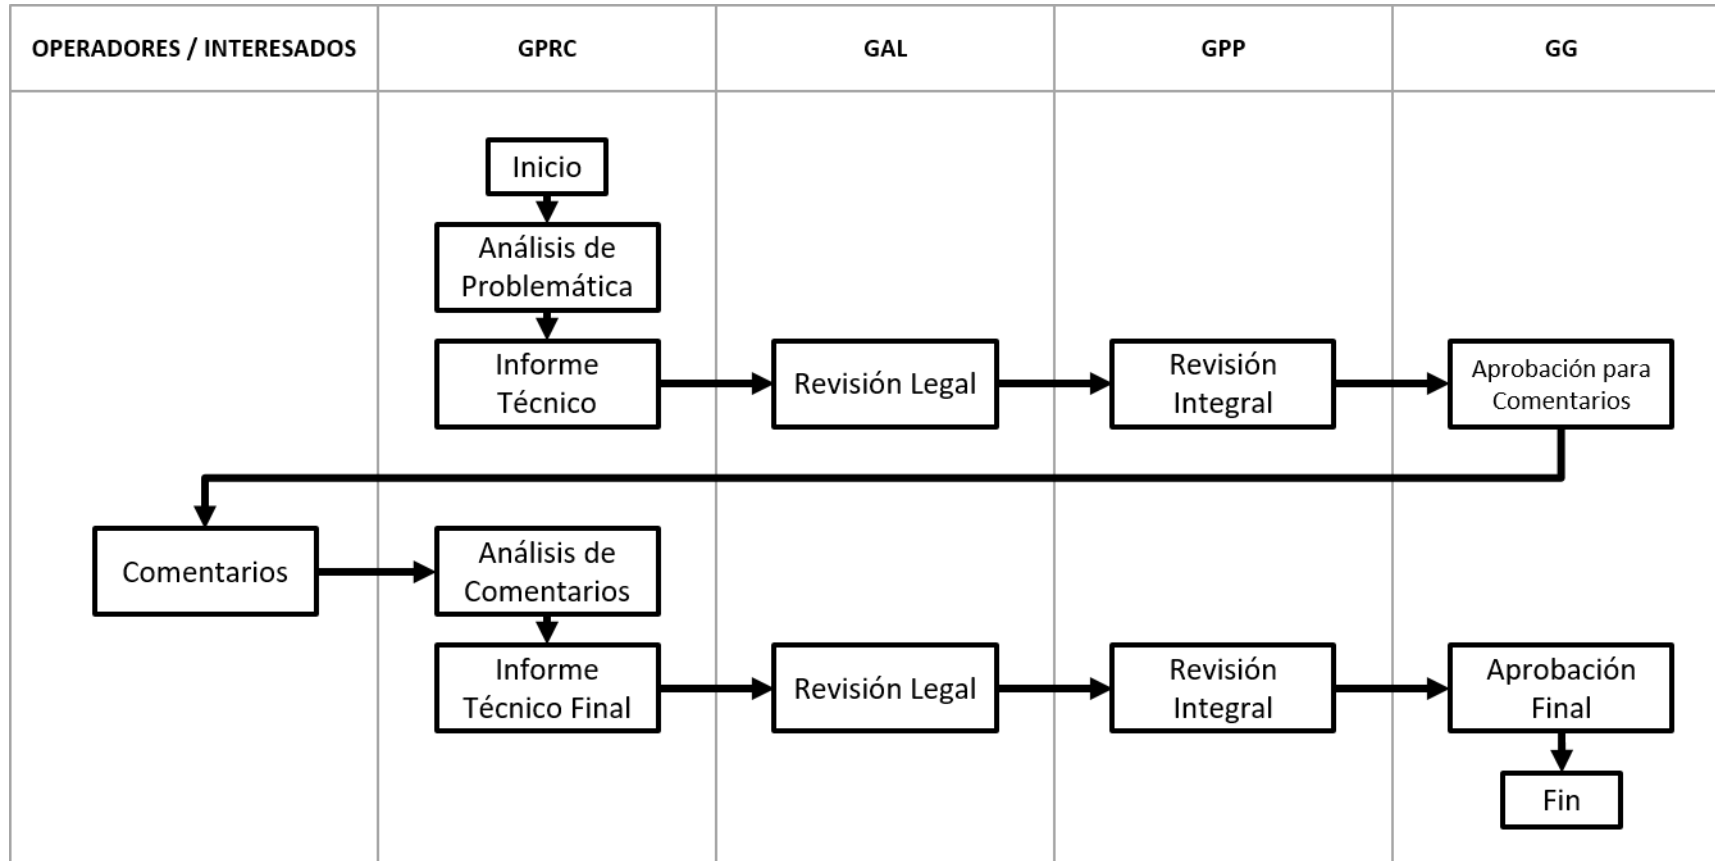 OPERADORES / INTERESADOS
GPRC
GAL
GPP
GG
Inicio
Análisis de
Problemática
Informe
Técnico
Revisión Legal
Revisión
Integral
Aprobación para
Comentarios
Comentarios
Análisis de
Comentarios
Informe
Técnico Final
Revisión Legal
Revisión
Integral
Aprobación
Final
Fin